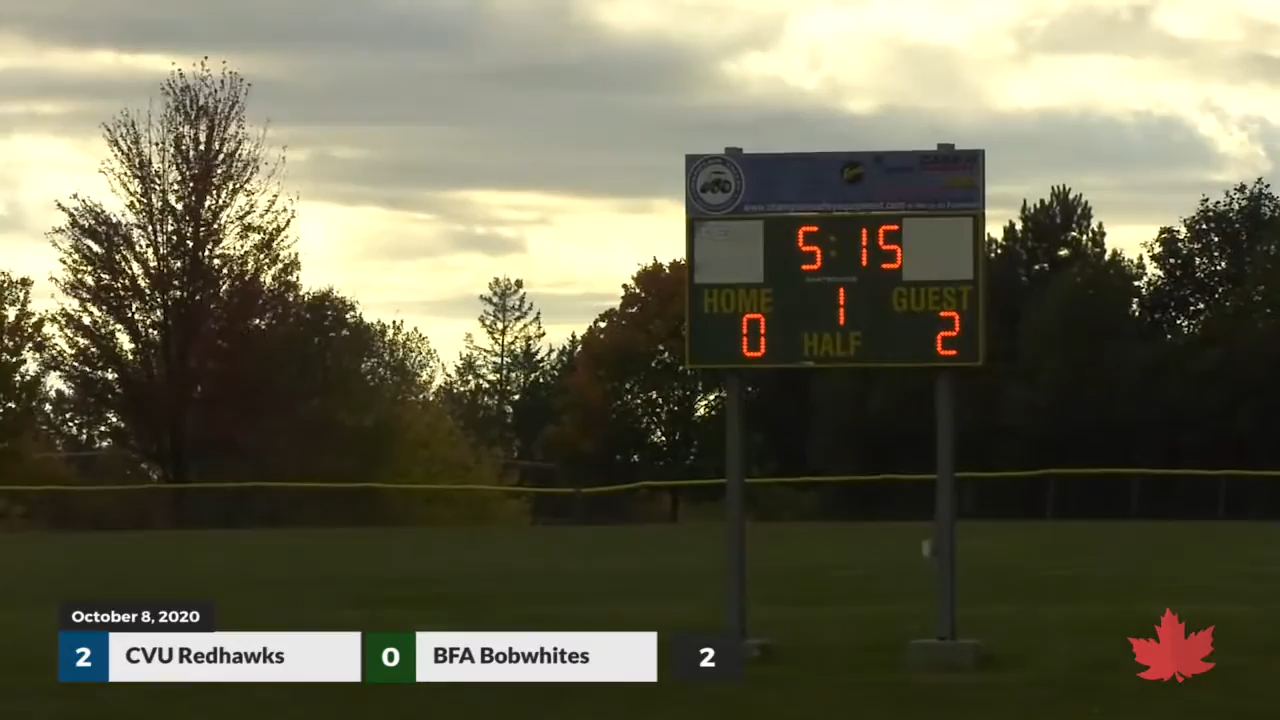 5:15
HOME
1
GUEST
0
HALF
2
October 8, 2020
2
CVU Redhawks
0
BFA Bobwhites
2